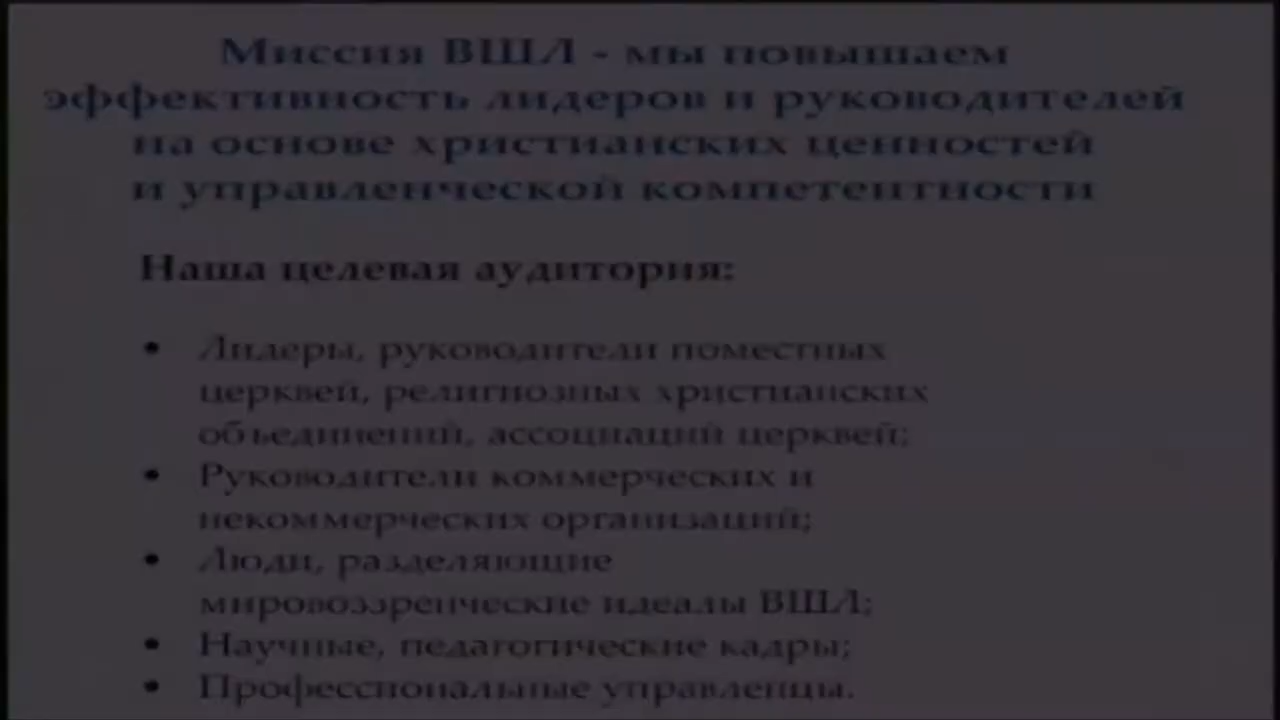 Миссия ВШЛ - мы повышаем
эффективность лидеров и руководителей
на основе христианских ценностей
и управленческой компетентности
Наша целевая аудитория:
• Лидеры, руководители поместных
церквей, религиозных христианских
объединений, ассоциаций церквей;
• Руководители коммерческих и
некоммерческих организаций;
• Люди, разделяющие
мировоззренческие идеалы ВШЛ;
• Научные, педагогические кадры;
• Профессиональные управленцы.